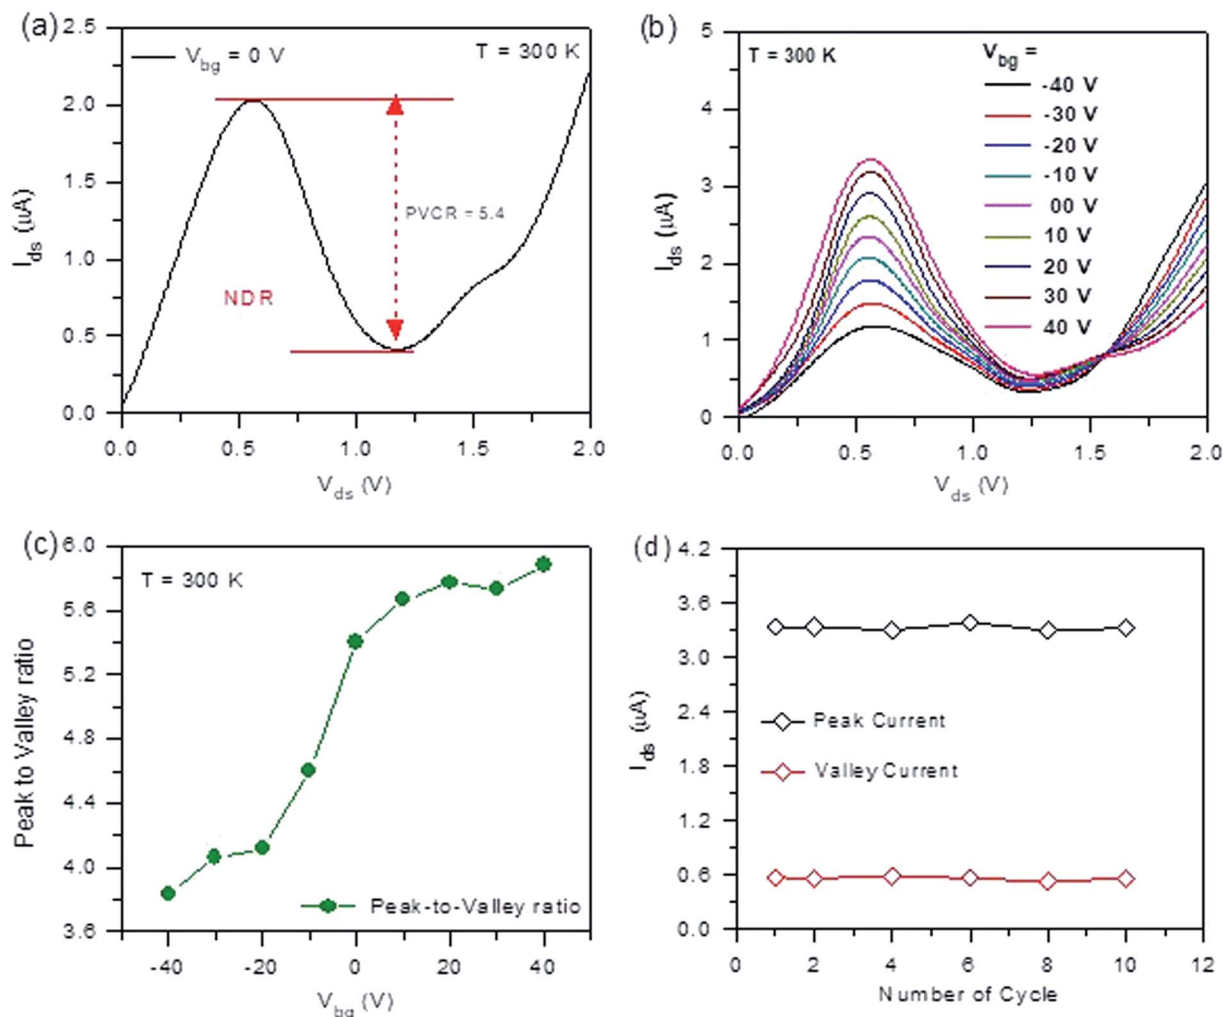 (a)
V_bg = 0 V
T = 300 K
PVCR = 5.4
NDR
2.5
2.0
1.5
1.0
0.5
0.0
I_ds (μA)
0.0 0.5 1.0 1.5 2.0
V_ds (V)
(b)
T = 300 K
V_bg =
-40 V
-30 V
-20 V
-10 V
00 V
10 V
20 V
30 V
40 V
5
4
3
2
1
0
I_ds (μA)
0.0 0.5 1.0 1.5 2.0
V_ds (V)
(c)
T = 300 K
6.0
5.6
5.2
4.8
4.4
4.0
3.6
Peak to Valley ratio
Peak-to-Valley ratio
-40 -20 0 20 40
V_bg (V)
(d)
4.2
3.6
3.0
2.4
1.8
1.2
0.6
0.0
I_ds (μA)
Peak Current
Valley Current
0 2 4 6 8 10 12
Number of Cycle